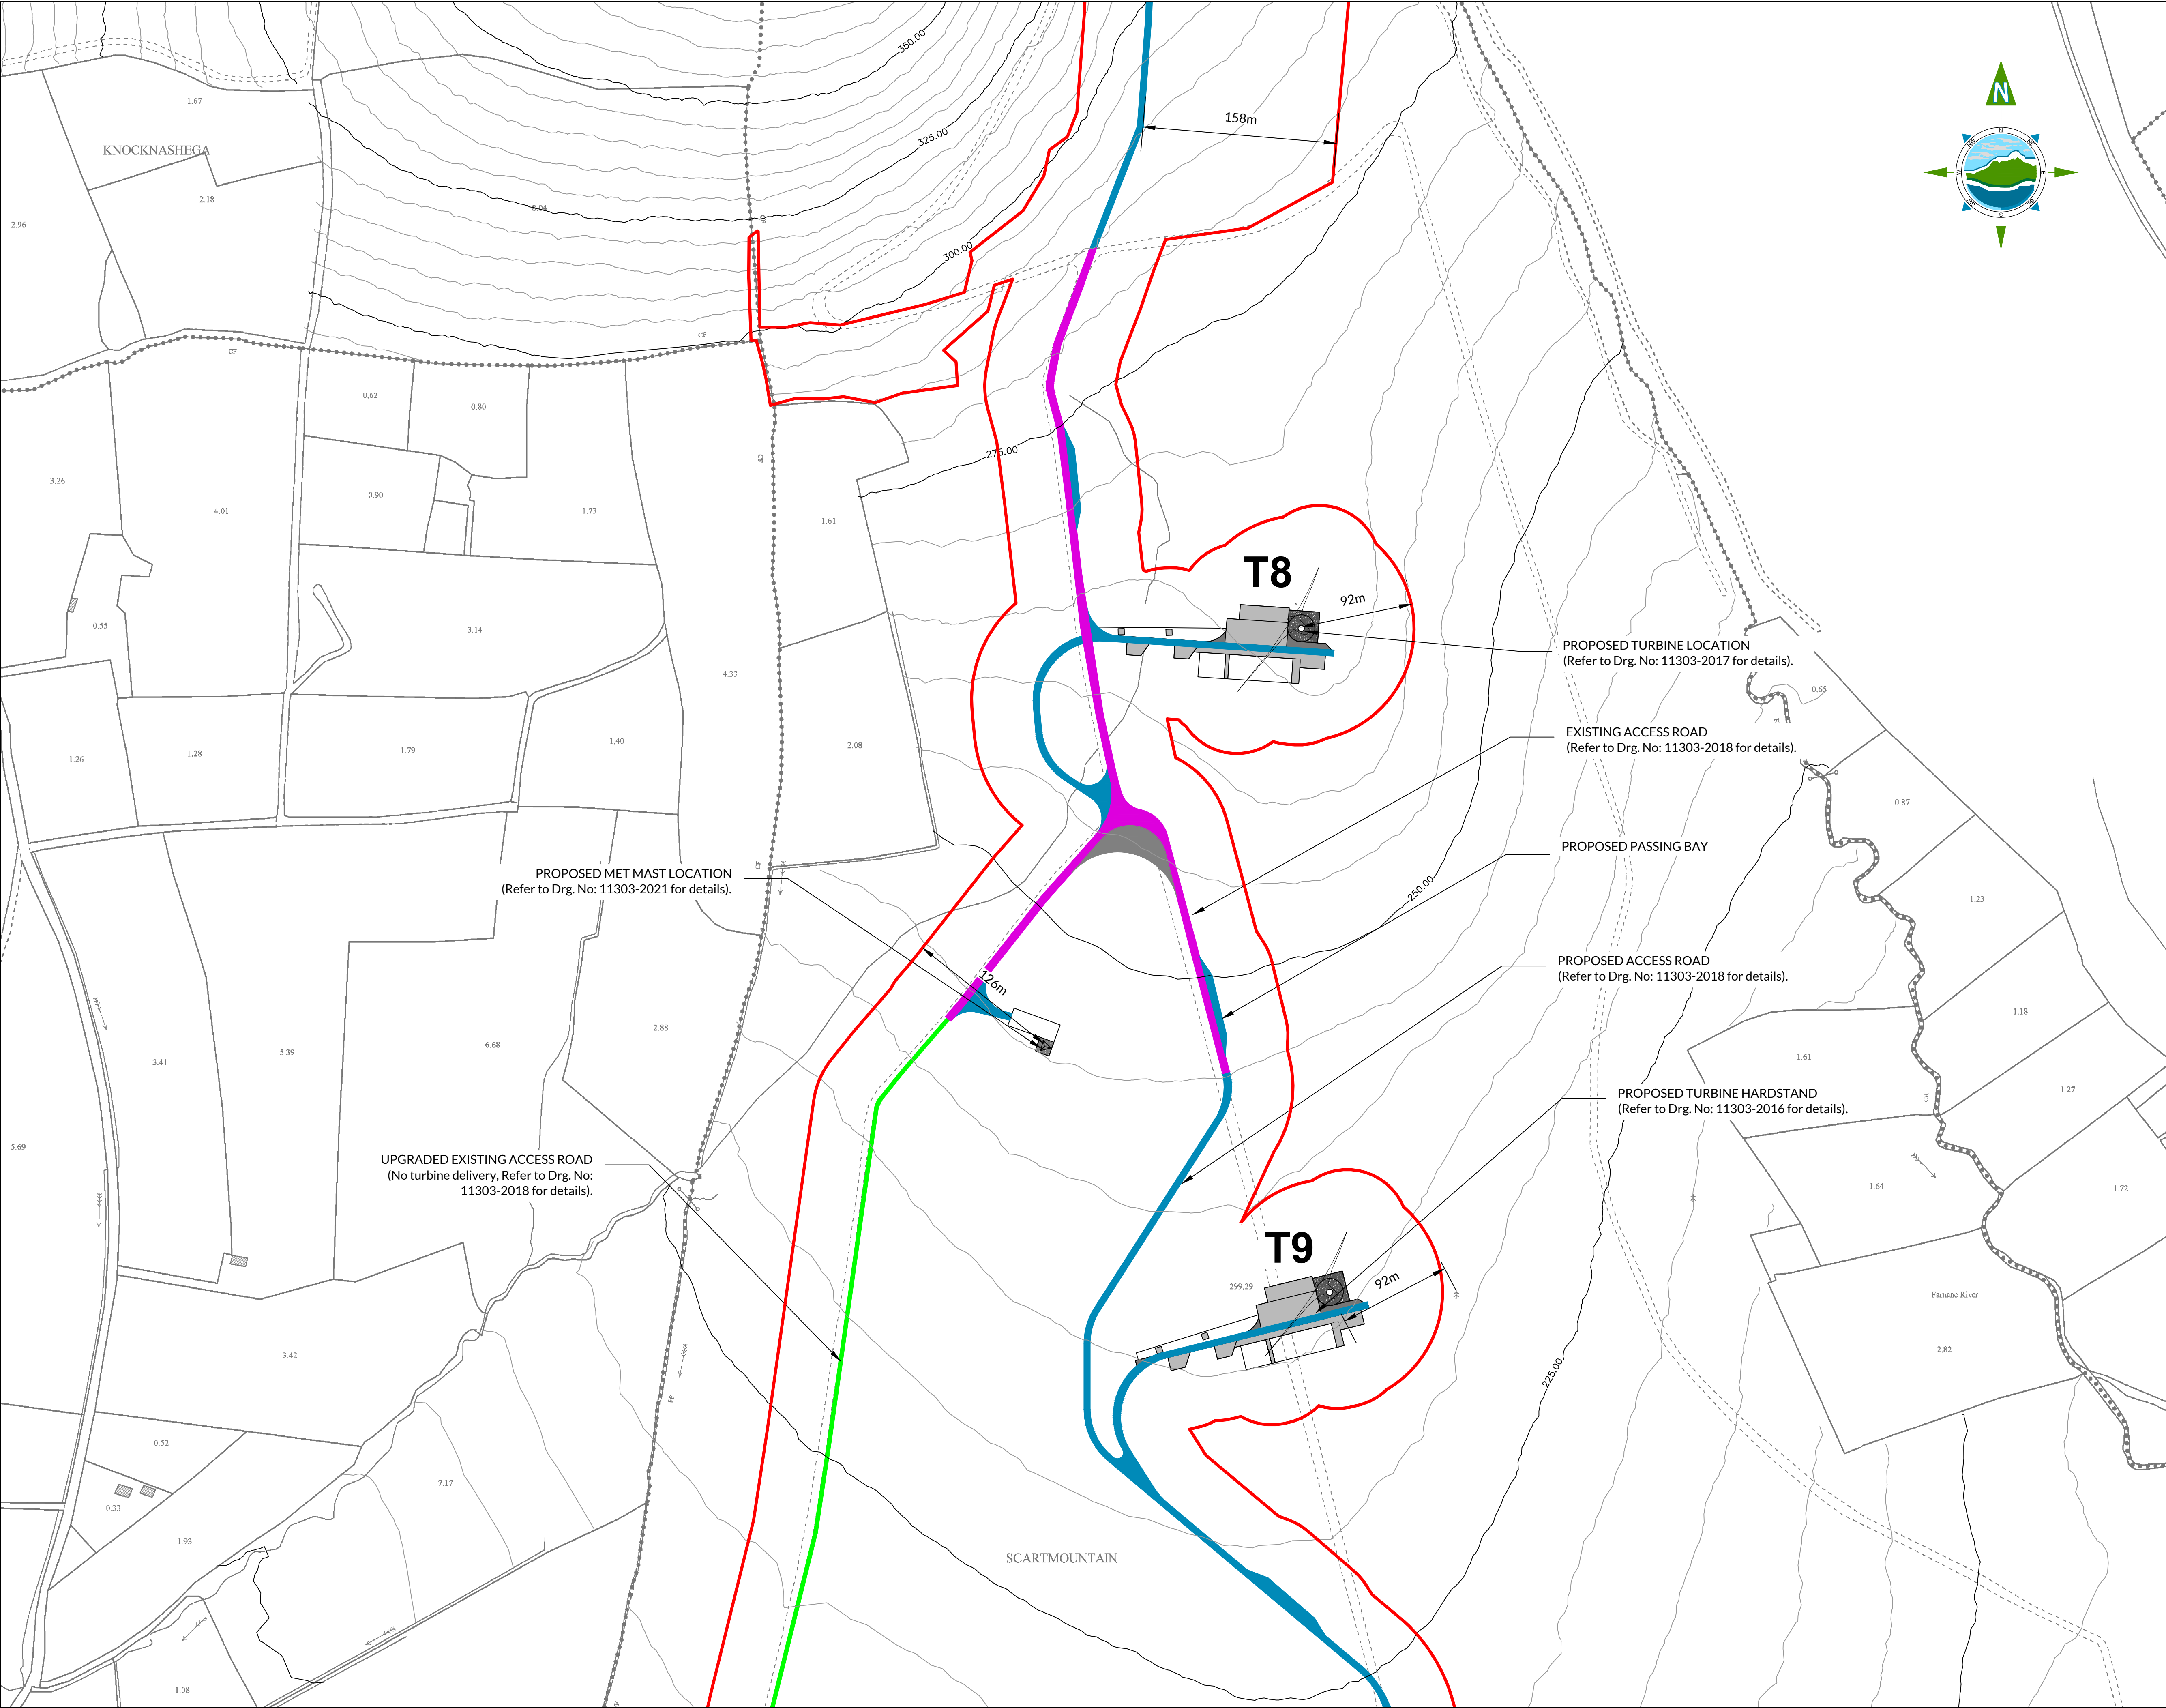 350.00
158m
N
1.67
KNOCKNASHEGA
325.00
2.18
8.04
2.96
CF
300.00
CF
CF
0.62
0.80
CF
275.00
3.26
4.01
0.90
1.73
1.61
T8
92m
0.55
3.14
PROPOSED TURBINE LOCATION
(Refer to Drg. No: 11303-2017 for details).
4.33
0.65
EXISTING ACCESS ROAD
(Refer to Drg. No: 11303-2018 for details).
1.26
1.28
1.79
1.40
2.08
0.87
PROPOSED PASSING BAY
PROPOSED MET MAST LOCATION
(Refer to Drg. No: 11303-2021 for details).
CF
250.00
1.23
PROPOSED ACCESS ROAD
(Refer to Drg. No: 11303-2018 for details).
126m
1.18
3.41
5.39
6.68
2.88
1.61
1.27
PROPOSED TURBINE HARDSTAND
(Refer to Drg. No: 11303-2016 for details).
CR
5.69
UPGRADED EXISTING ACCESS ROAD
(No turbine delivery, Refer to Drg. No:
11303-2018 for details).
1.64
1.72
T9
299.29
92m
Farnane River
3.42
2.82
225.00
FF
0.52
7.17
0.33
1.93
SCARTMOUNTAIN
1.08